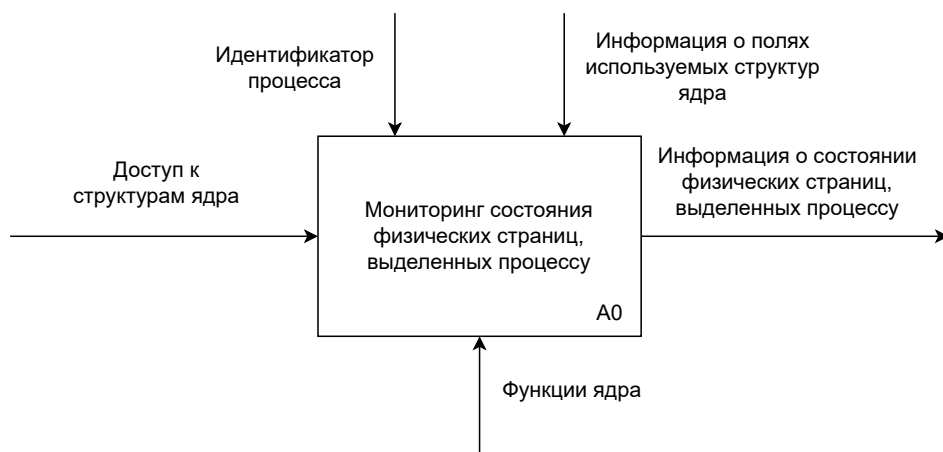 Идентификатор
процесса
Информация о полях
используемых структур
ядра
Доступ к
структурам ядра
Мониторинг состояния
физических страниц,
выделенных процессу
A0
Информация о состоянии
физических страниц,
выделенных процессу
Функции ядра